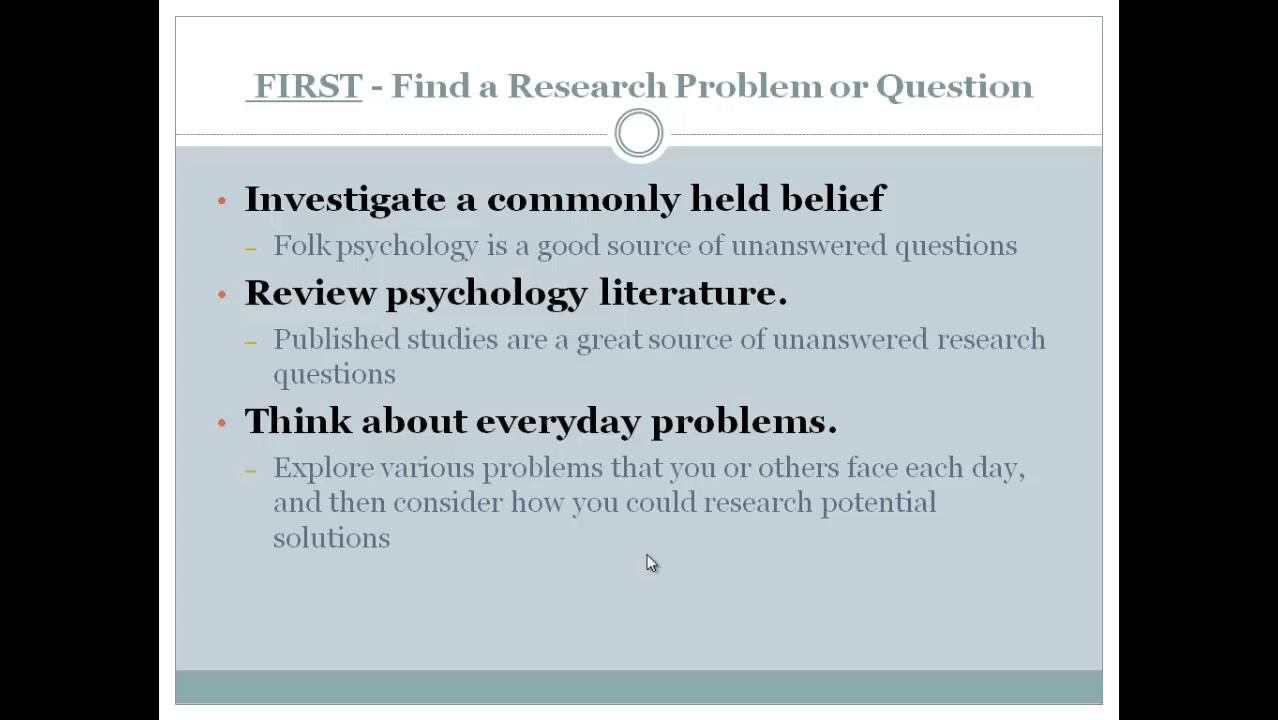 FIRST - Find a Research Problem or Question
• Investigate a commonly held belief
– Folk psychology is a good source of unanswered questions
• Review psychology literature.
– Published studies are a great source of unanswered research
questions
• Think about everyday problems.
– Explore various problems that you or others face each day,
and then consider how you could research potential
solutions